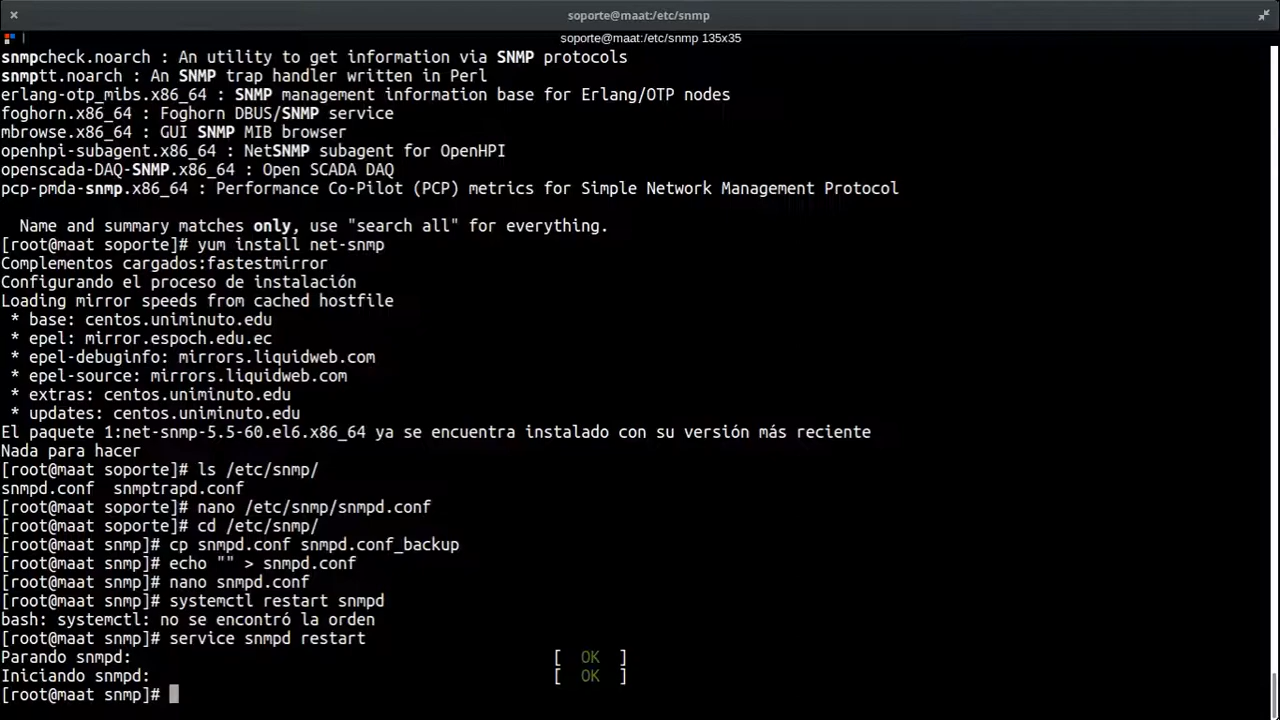 soporte@maat:/etc/snmp
soporte@maat:/etc/snmp 135x35
snmpcheck.noarch : An utility to get information via SNMP protocols
snmptt.noarch : An SNMP trap handler written in Perl
erlang-otp_mibs.x86_64 : SNMP management information base for Erlang/OTP nodes
foghorn.x86_64 : Foghorn DBUS/SNMP service
mbrowse.x86_64 : GUI SNMP MIB browser
openhpi-subagent.x86_64 : NetSNMP subagent for OpenHPI
openscada-DAQ-SNMP.x86_64 : Open SCADA DAQ
pcp-pmda-snmp.x86_64 : Performance Co-Pilot (PCP) metrics for Simple Network Management Protocol
Name and summary matches only, use "search all" for everything.
[root@maat soporte]# yum install net-snmp
Complementos cargados:fastestmirror
Configurando el proceso de instalación
Loading mirror speeds from cached hostfile
* base: centos.uniminuto.edu
* epel: mirror.espoch.edu.ec
* epel-debuginfo: mirrors.liquidweb.com
* epel-source: mirrors.liquidweb.com
* extras: centos.uniminuto.edu
* updates: centos.uniminuto.edu
El paquete 1:net-snmp-5.5-60.el6.x86_64 ya se encuentra instalado con su versión más reciente
Nada para hacer
[root@maat soporte]# ls /etc/snmp/
snmpd.conf  snmptrapd.conf
[root@maat soporte]# nano /etc/snmp/snmpd.conf
[root@maat soporte]# cd /etc/snmp/
[root@maat snmp]# cp snmpd.conf snmpd.conf_backup
[root@maat snmp]# echo "" > snmpd.conf
[root@maat snmp]# nano snmpd.conf
[root@maat snmp]# systemctl restart snmpd
bash: systemctl: no se encontró la orden
[root@maat snmp]# service snmpd restart
Parando snmpd: [  OK  ]
Iniciando snmpd: [  OK  ]
[root@maat snmp]#